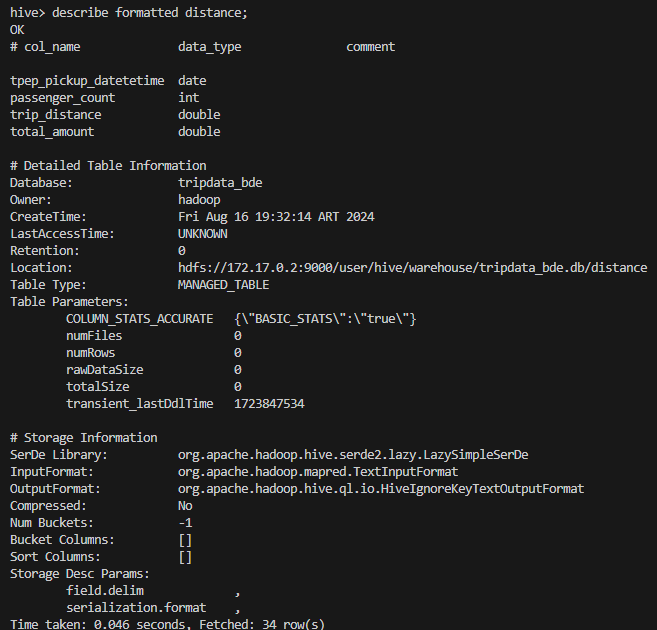 hive> describe formatted distance;
OK
# col_name data_type comment
tpep_pickup_datetetime date
passenger_count int
trip_distance double
total_amount double
# Detailed Table Information
Database: tripdata_bde
Owner: hadoop
CreateTime: Fri Aug 16 19:32:14 ART 2024
LastAccessTime: UNKNOWN
Retention: 0
Location: hdfs://172.17.0.2:9000/user/hive/warehouse/tripdata_bde.db/distance
Table Type: MANAGED_TABLE
Table Parameters:
COLUMN_STATS_ACCURATE {\"BASIC_STATS\":\"true\"}
numFiles 0
numRows 0
rawDataSize 0
totalSize 0
transient_lastDdlTime 1723847534
# Storage Information
SerDe Library: org.apache.hadoop.hive.serde2.lazy.LazySimpleSerDe
InputFormat: org.apache.hadoop.mapred.TextInputFormat
OutputFormat: org.apache.hadoop.hive.ql.io.HiveIgnoreKeyTextOutputFormat
Compressed: No
Num Buckets: -1
Bucket Columns: []
Sort Columns: []
Storage Desc Params:
field.delim ,
serialization.format ,
Time taken: 0.046 seconds, Fetched: 34 row(s)